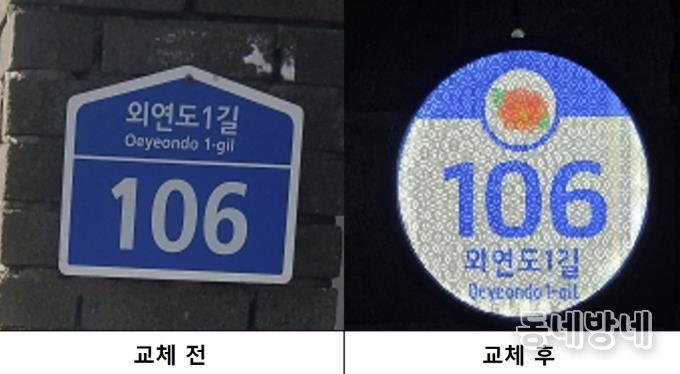 외연도1길
Oeyeondo 1-gil
106
106
외연도1길
Oeyeondo 1-gil
동네방네
교체 전
교체 후